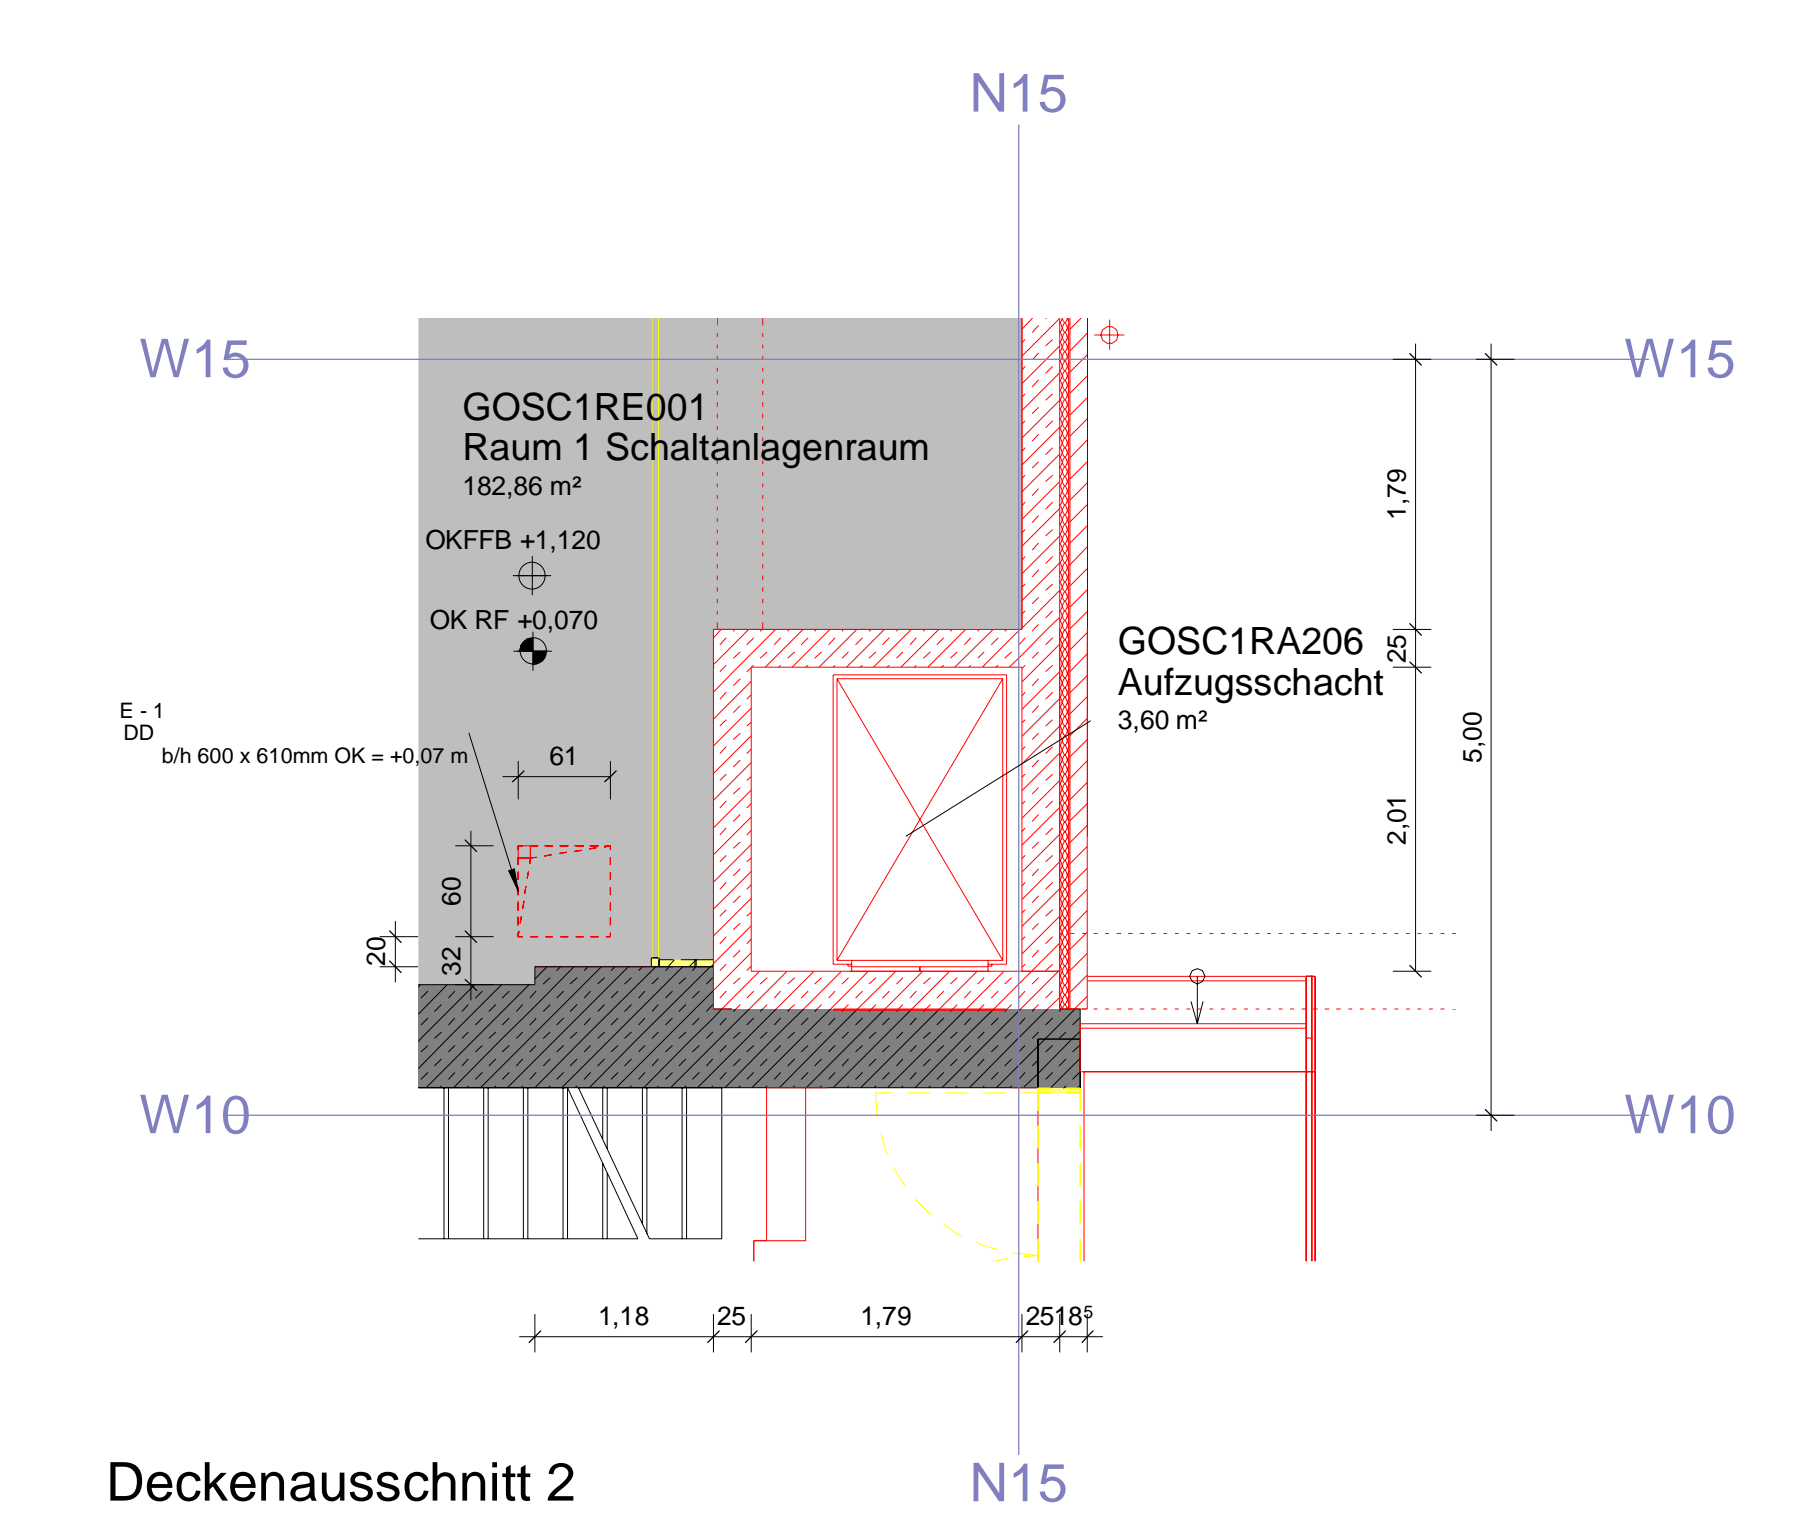 N15
W15
W15
GOSC1RE001
Raum 1 Schaltanlagenraum
182,86 m²
OKFFB +1,120
OK RF +0,070
E - 1
DD
b/h 600 x 610mm OK = +0,07 m
61
60
32
20
GOSC1RA206
Aufzugsschacht
3,60 m²
1,79
25
2,01
5,00
W10
W10
1,18
25
1,79
25
18⁵
Deckenausschnitt 2
N15